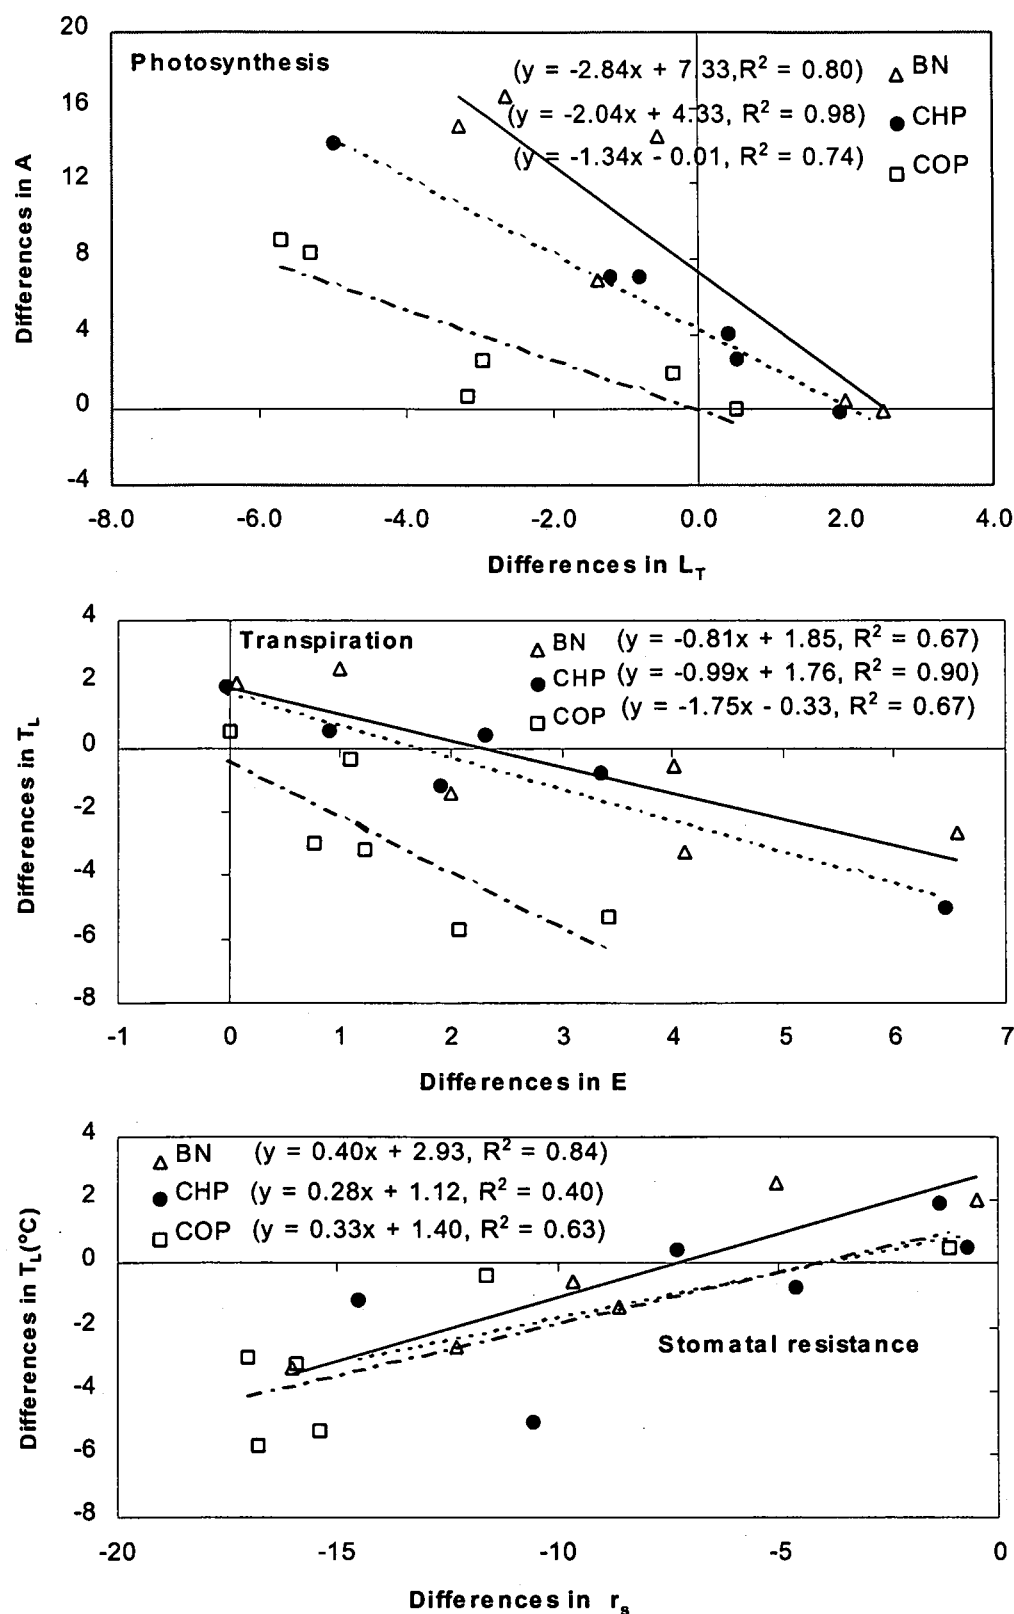 20
Photosynthesis
(y = -2.84x + 7.33,R² = 0.80) BN
16
(y = -2.04x + 4.33, R² = 0.98) CHP
(y = -1.34x - 0.01, R² = 0.74) COP
12
8
4
0
-4
Differences in A
-8.0 -6.0 -4.0 -2.0 0.0 2.0 4.0
Differences in L_T
4
Transpiration
BN (y = -0.81x + 1.85, R² = 0.67)
CHP (y = -0.99x + 1.76, R² = 0.90)
2
COP (y = -1.75x - 0.33, R² = 0.67)
0
-2
-4
-6
-8
Differences in T_L
-1 0 1 2 3 4 5 6 7
Differences in E
4
BN (y = 0.40x + 2.93, R² = 0.84)
CHP (y = 0.28x + 1.12, R² = 0.40)
2
COP (y = 0.33x + 1.40, R² = 0.63)
0
-2
Stomatal resistance
-4
-6
-8
Differences in T_L(°C)
-20 -15 -10 -5 0
Differences in r_s